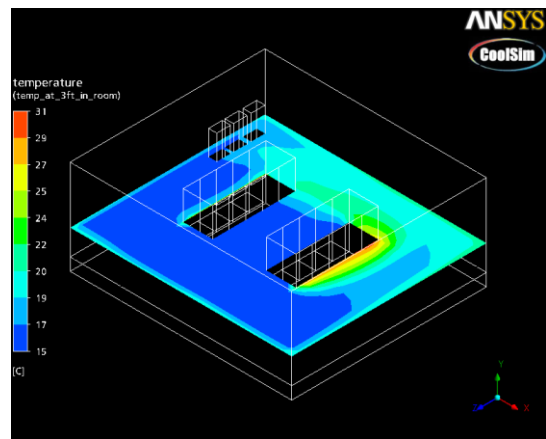 ANSYS
CoolSim
temperature
(temp_at_3ft_in_room)
31
29
27
25
24
22
20
19
17
15
[C]
Y
Z
X